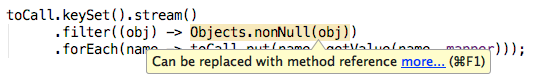 toCall.keySet().stream()
.filter((obj) -> Objects.nonNull(obj))
.forEach(name -> toCall.put(name, getValue(name, mapper)));
Can be replaced with method reference more... (⌘F1)